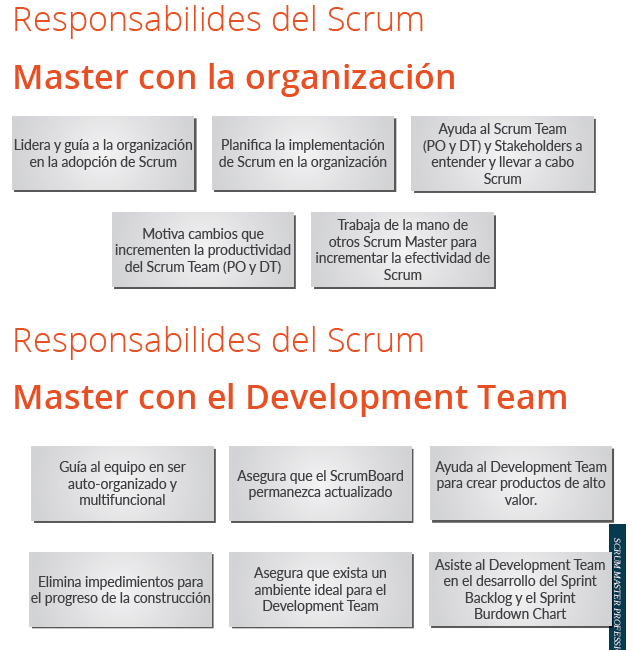 Responsabilides del Scrum
Master con la organización
Lidera y guía a la organización
en la adopción de Scrum
Planifica la implementación
de Scrum en la organización
Ayuda al Scrum Team
(PO y DT) y Stakeholders a
entender y llevar a cabo
Scrum
Motiva cambios que
incrementen la productividad
del Scrum Team (PO y DT)
Trabaja de la mano de
otros Scrum Master para
incrementar la efectividad de
Scrum
Responsabilides del Scrum
Master con el Development Team
Guía al equipo en ser
auto-organizado y
multifuncional
Asegura que el ScrumBoard
permanezca actualizado
Ayuda al Development Team
para crear productos de alto
valor.
Elimina impedimientos para
el progreso de la construcción
Asegura que exista un
ambiente ideal para el
Development Team
Asiste al Development Team
en el desarrollo del Sprint
Backlog y el Sprint
Burdown Chart
SCRUM MASTER